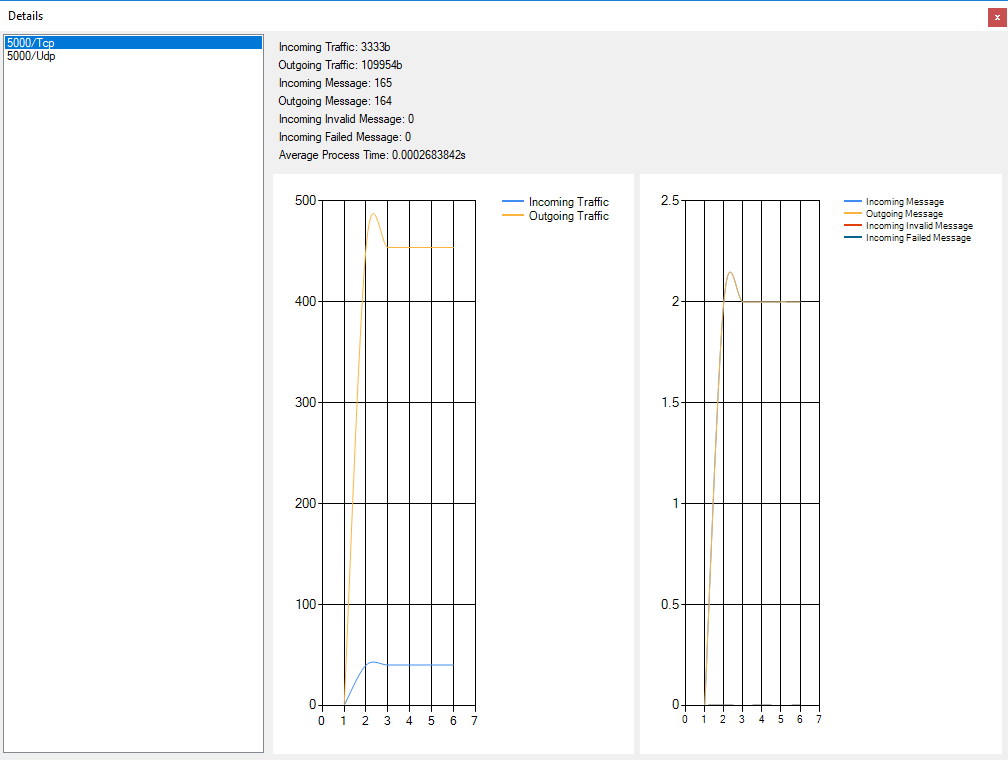 Details
x
5000/Tcp
5000/Udp
Incoming Traffic: 3333b
Outgoing Traffic: 109954b
Incoming Message: 165
Outgoing Message: 164
Incoming Invalid Message: 0
Incoming Failed Message: 0
Average Process Time: 0.0002683842s
500
400
300
200
100
0
0 1 2 3 4 5 6 7
Incoming Traffic
Outgoing Traffic
2.5
2
1.5
1
0.5
0
0 1 2 3 4 5 6 7
Incoming Message
Outgoing Message
Incoming Invalid Message
Incoming Failed Message